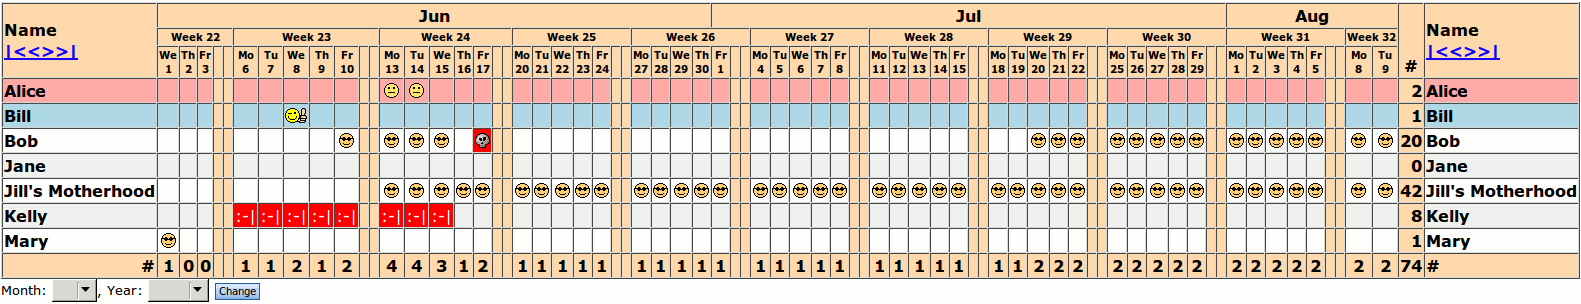 Name Jun Jul Aug # Name
|<<>>| Week 22 Week 23 Week 24 Week 25 Week 26 Week 27 Week 28 Week 29 Week 30 Week 31 Week 32 |<<>>|
We Th Fr Mo Tu We Th Fr Mo Tu We Th Fr Mo Tu We Th Fr Mo Tu We Th Fr Mo Tu We Th Fr Mo Tu We Th Fr Mo Tu We Th Fr Mo Tu We Th Fr Mo Tu We Th Fr Mo Tu
1 2 3 6 7 8 9 10 13 14 15 16 17 20 21 22 23 24 27 28 29 30 1 4 5 6 7 8 11 12 13 14 15 18 19 20 21 22 25 26 27 28 29 1 2 3 4 5 8 9
Alice 2 Alice
Bill 1 Bill
Bob 20 Bob
Jane 0 Jane
Jill's Motherhood 42 Jill's Motherhood
Kelly :-| :-| :-| :-| :-| :-| :-| :-| 8 Kelly
Mary 1 Mary
# 1 0 0 1 1 2 1 2 4 4 3 1 2 1 1 1 1 1 1 1 1 1 1 1 1 1 1 1 1 1 1 1 1 1 1 2 2 2 2 2 2 2 2 2 2 2 2 2 2 2 74 #
Month: , Year: Change